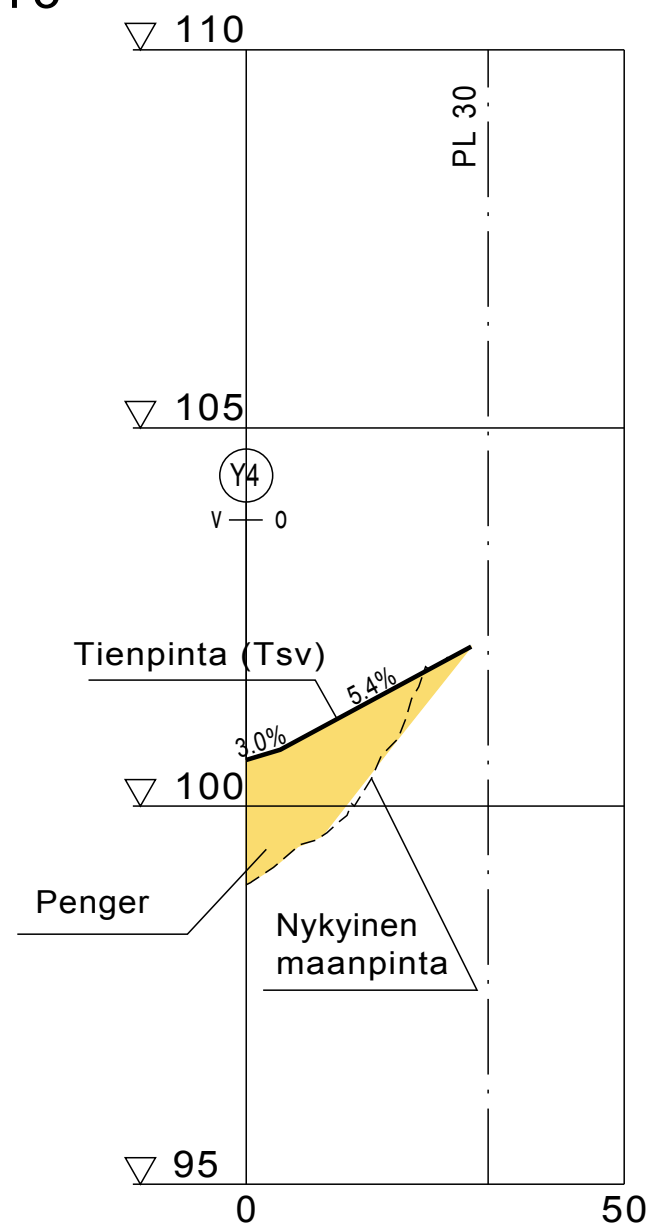 110
PL 30
105
Y4
V
0
Tienpinta (Tsv)
5.4%
3.0%
100
Penger
Nykyinen
maanpinta
95
0
50